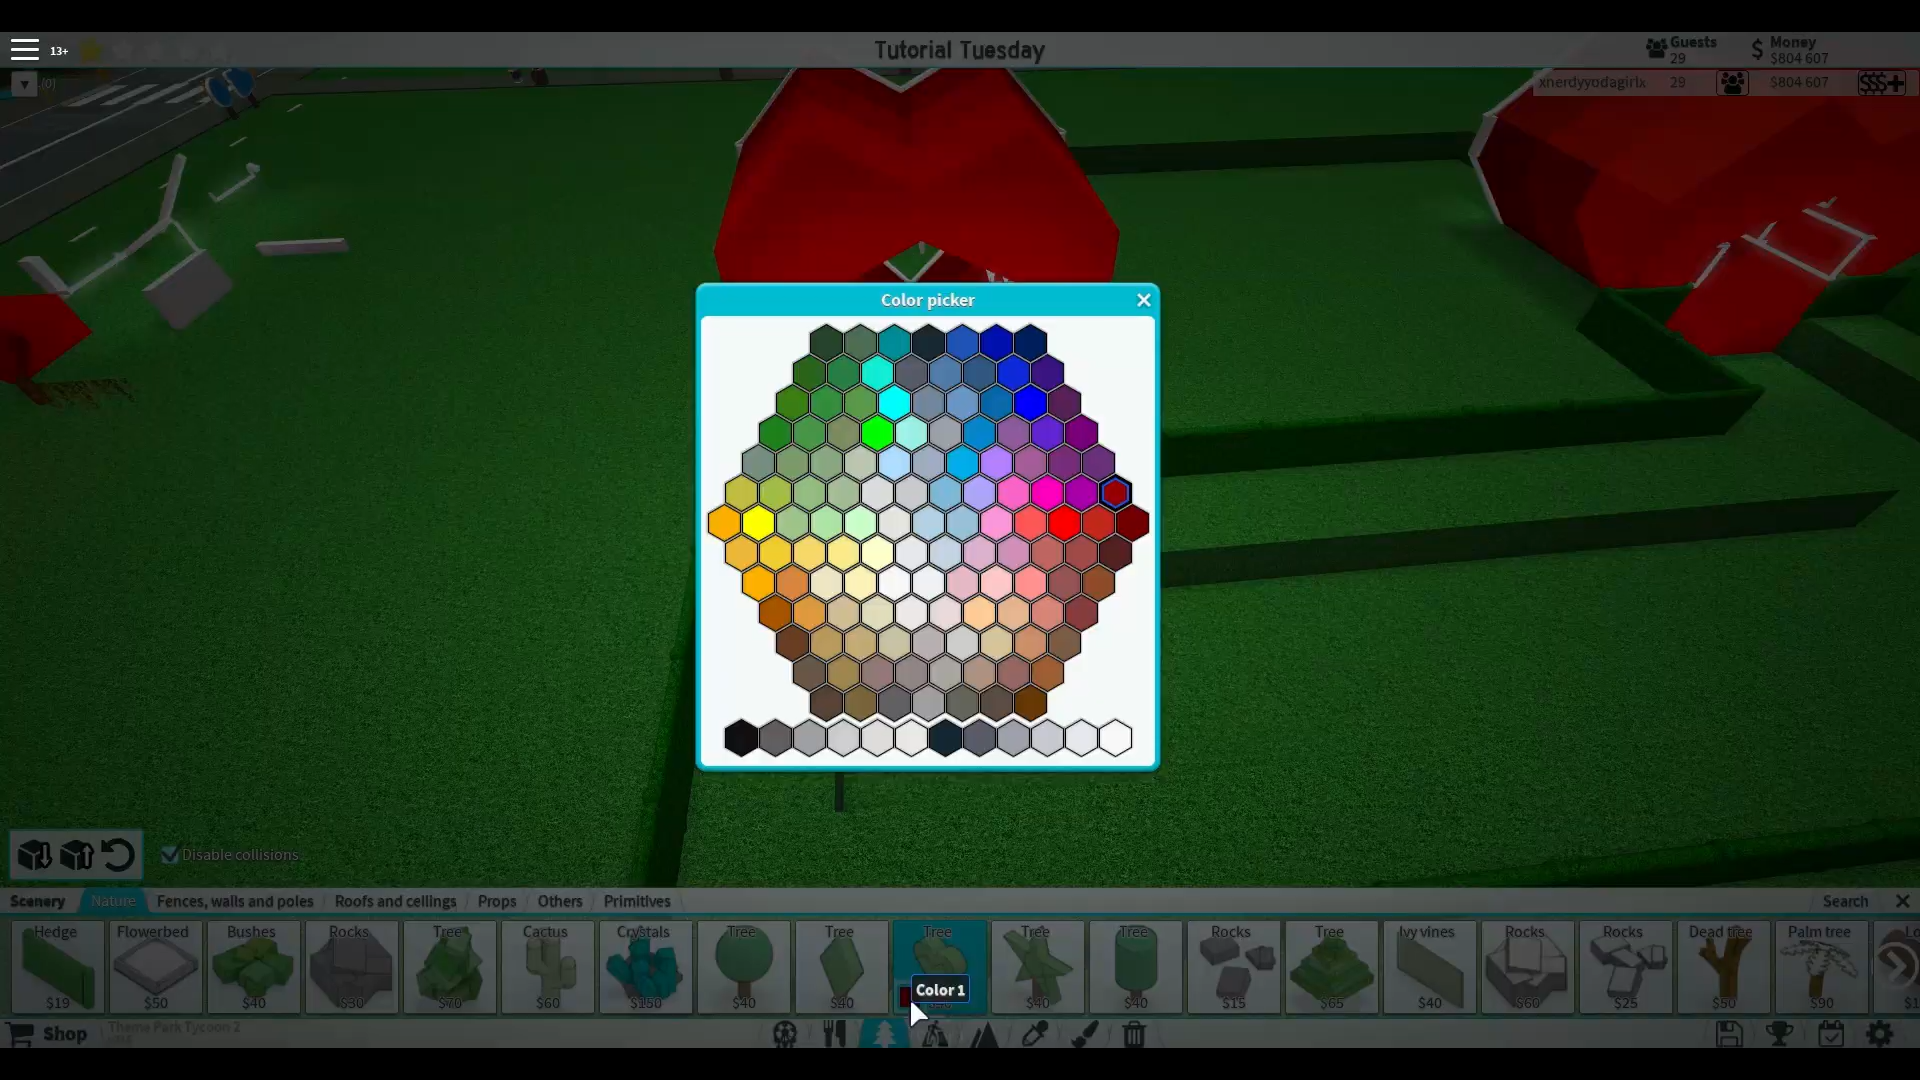 13+
Tutorial Tuesday
Guests
29
$
Money
$804 607
(0)
xnerdyyodagirlx 29 $804 607 $$$+
Color picker
Disable collisions
Scenery Nature Fences, walls and poles Roofs and ceilings Props Others Primitives Search
Hedge Flowerbed Bushes Rocks Tree Cactus Crystals Tree Tree Tree Tree Tree Rocks Tree Ivy vines Rocks Rocks Dead tree Palm tree Lo
Color 1
$19 $50 $40 $30 $70 $60 $150 $40 $40 $40 $40 $15 $65 $40 $60 $25 $50 $90 $1
Shop
Theme Park Tycoon 2